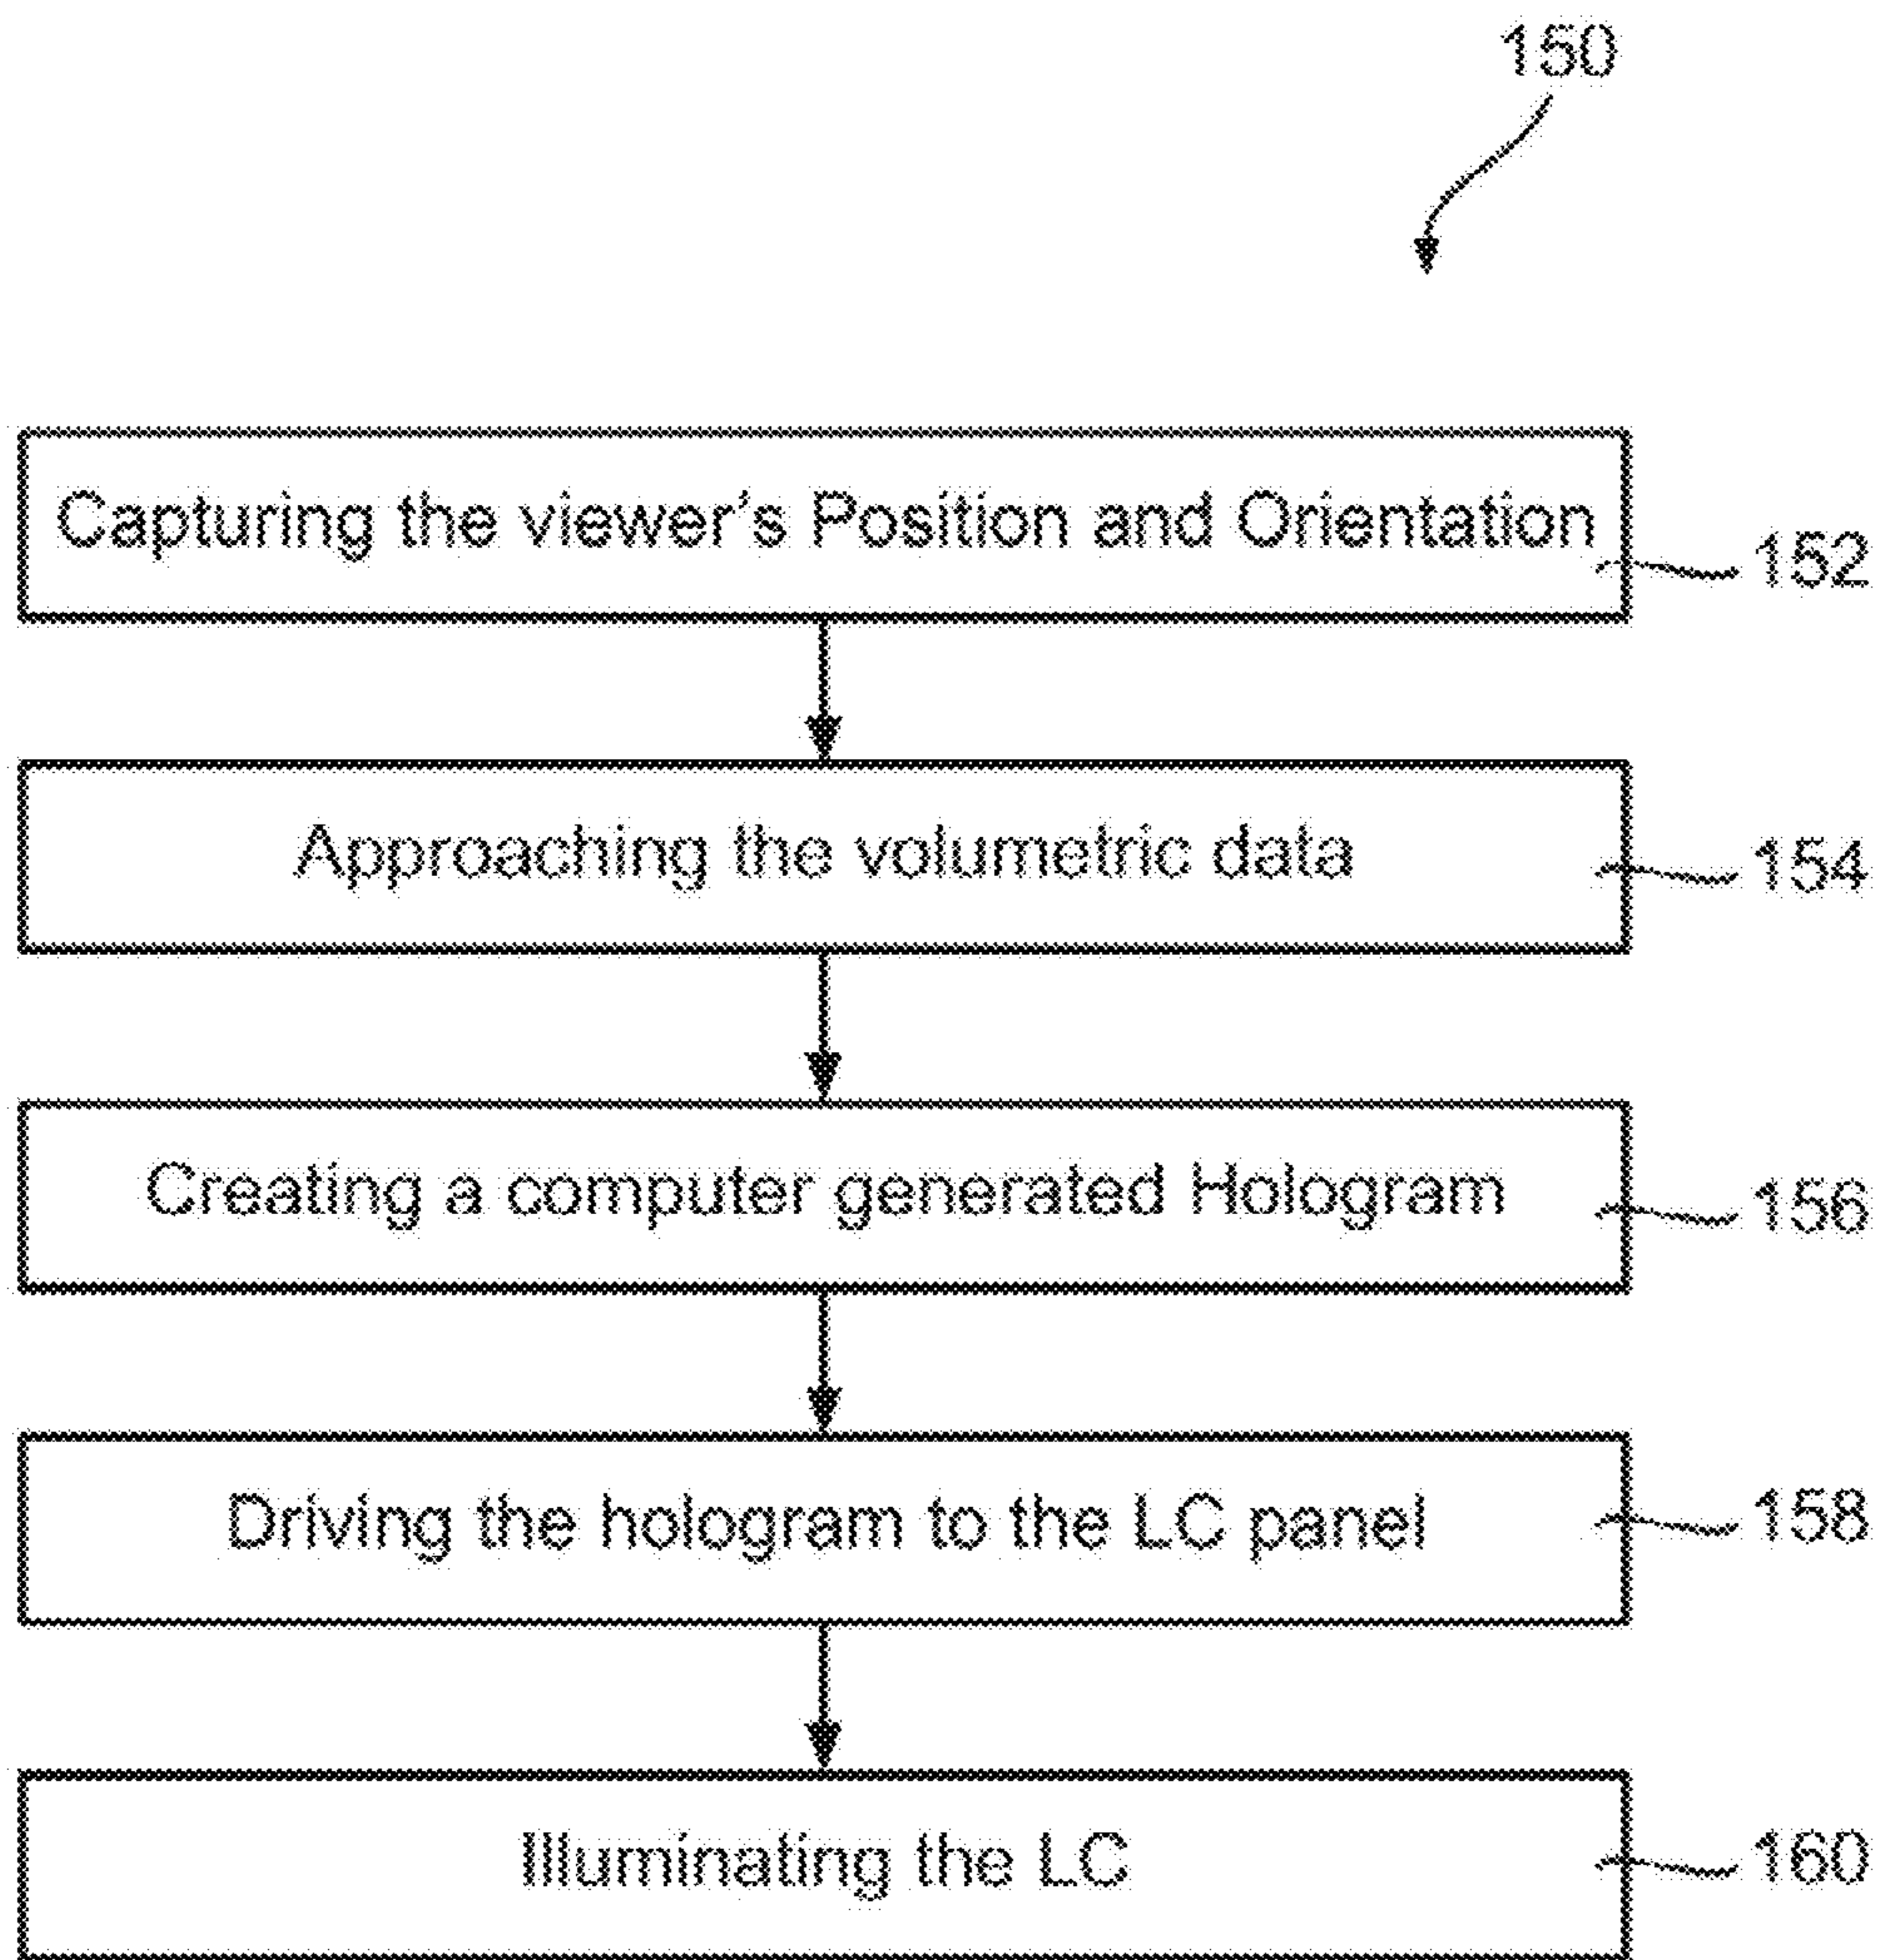 150
Capturing the viewer's Position and Orientation
152
Approaching the volumetric data
154
Creating a computer generated Hologram
156
Driving the hologram to the LC panel
158
Illuminating the LC
160